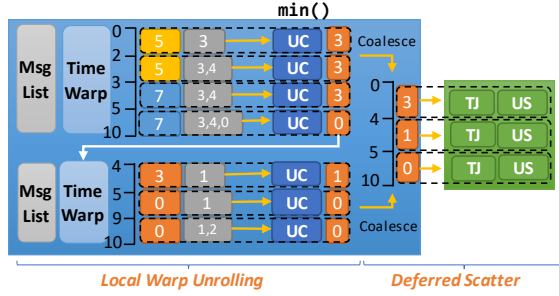 min()
Msg List
Time Warp
0
2
3
5
10
5 3 UC 3
5 3,4 UC 3
7 3,4 UC 3
7 3,4,0 UC 0
Coalesce
Msg List
Time Warp
4
5
9
10
3 1 UC 1
0 1 UC 0
0 1,2 UC 0
Coalesce
0
4
5
10
3 TJ US
1 TJ US
0 TJ US
Local Warp Unrolling
Deferred Scatter